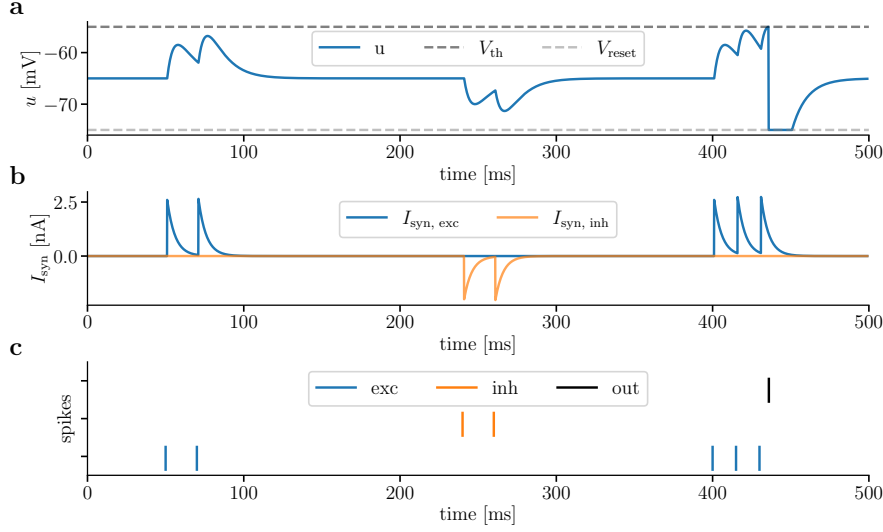 a
−60
−70
u [mV]
u V_th V_reset
0 100 200 300 400 500
time [ms]
b
2.5
0.0
I_syn [nA]
I_syn, exc I_syn, inh
0 100 200 300 400 500
time [ms]
c
spikes
exc inh out
0 100 200 300 400 500
time [ms]